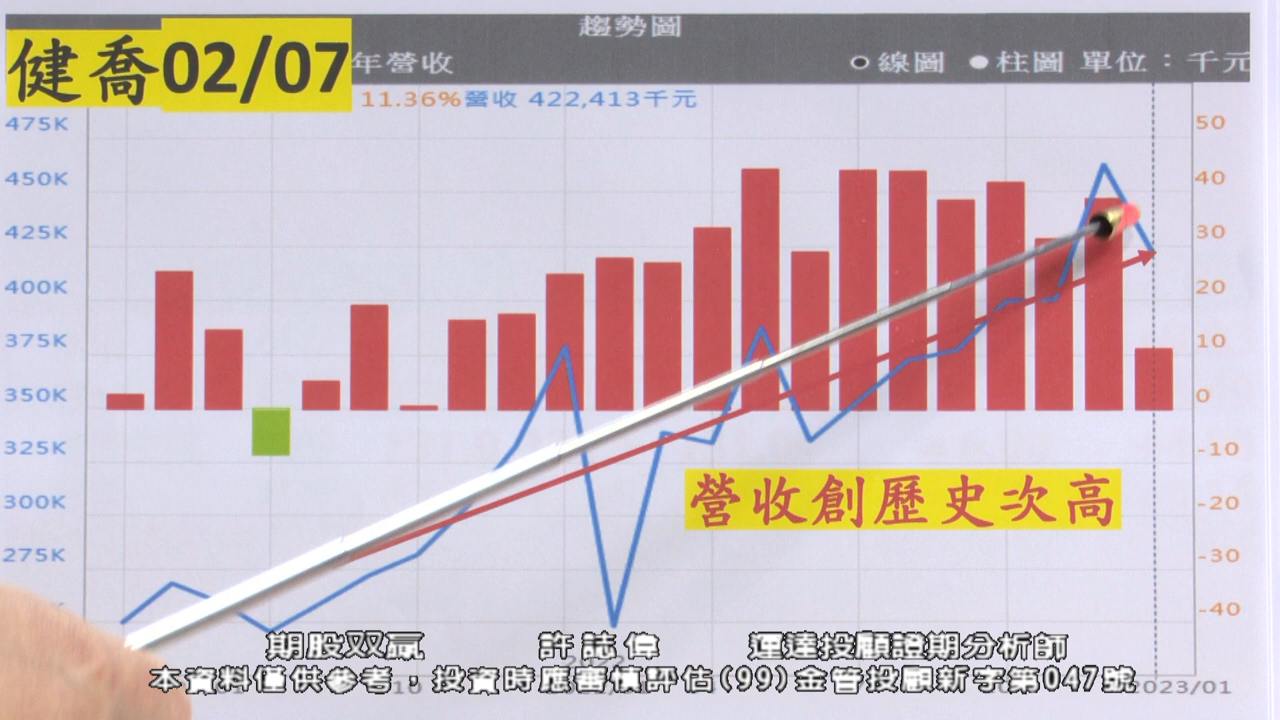 趨勢圖
健喬02/07
年營收
線圖 柱圖 單位：千元
11.36%營收 422,413千元
475K
450K
425K
400K
375K
350K
325K
300K
275K
50
40
30
20
10
0
-10
-20
-30
-40
營收創歷史次高
期股双贏 許誌偉 運達投顧證期分析師
本資料僅供參考，投資時應審慎評估(99)金管投顧新字第047號
2023/01